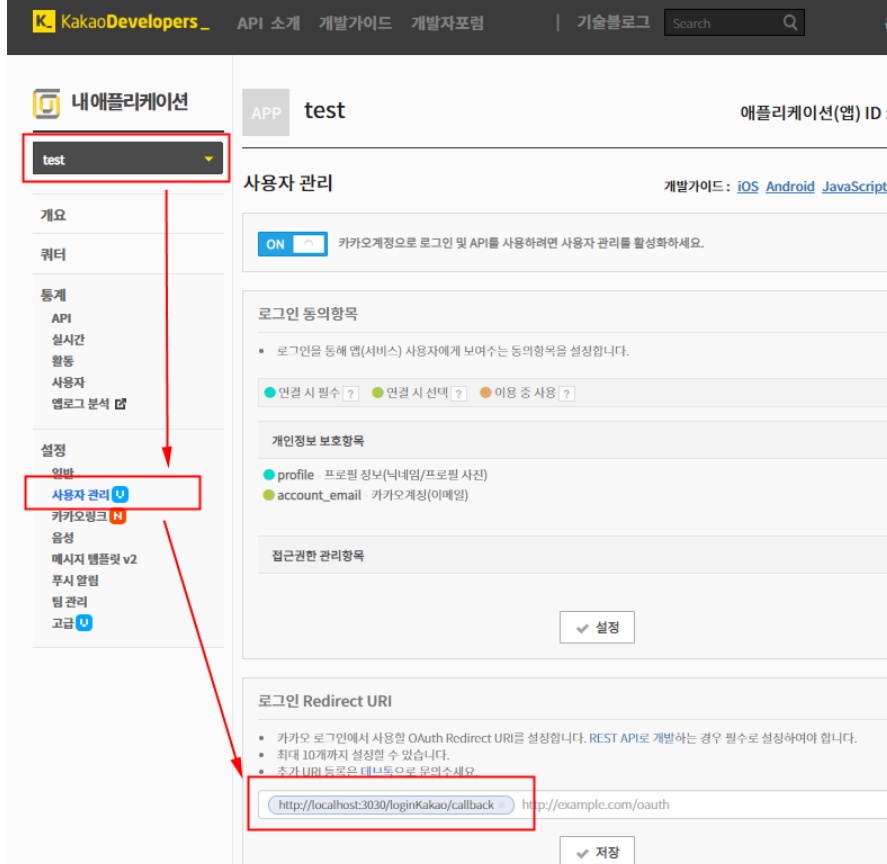 K_ KakaoDevelopers_ API 소개 개발가이드 개발자포럼 | 기술블로그 Search
내 애플리케이션
APP test 애플리케이션(앱) ID :
test
사용자 관리 개발가이드 : iOS Android JavaScript
개요
ON 카카오계정으로 로그인 및 API를 사용하려면 사용자 관리를 활성화하세요.
쿼터
통계
API
실시간
활동
사용자
앱로그 분석
설정
일반
사용자 관리 U
카카오링크 N
음성
메시지 템플릿 v2
푸시 알림
팀 관리
고급 U
로그인 동의항목
• 로그인을 통해 앱(서비스) 사용자에게 보여주는 동의항목을 설정합니다.
연결 시 필수 ? 연결 시 선택 ? 이용 중 사용 ?
개인정보 보호항목
profile - 프로필 정보(닉네임/프로필 사진)
account_email - 카카오계정(이메일)
접근권한 관리항목
설정
로그인 Redirect URI
• 카카오 로그인에서 사용할 OAuth Redirect URI를 설정합니다. REST API로 개발하는 경우 필수로 설정하여야 합니다.
• 최대 10개까지 설정할 수 있습니다.
• 추가 URI 등록은 데브톡으로 문의주세요.
http://localhost:3030/loginKakao/callback × http://example.com/oauth
저장